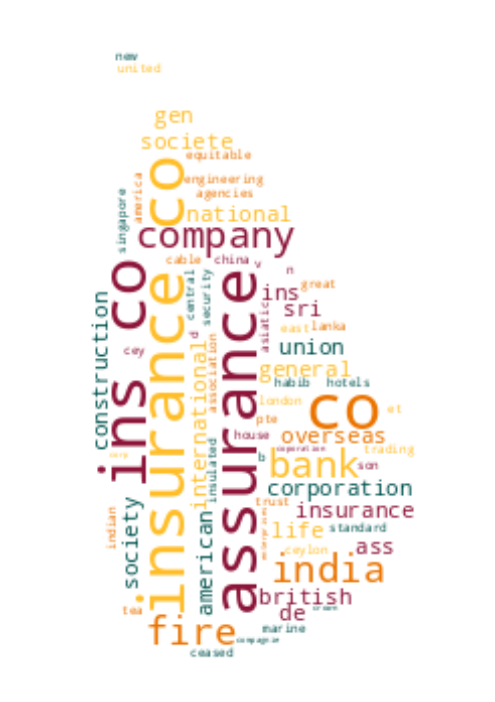 new
united
gen
societe
equitable
engineering
agencies
america
singapore
national
company
insurance co
ins co
assurance
cable
china
v
n
central
security
great
ins
sri
asiatic
east
lanka
construction
d
union
cey
international
association
general
habib
hotels
london
co
et
pte
house
overseas
corporation
trading
b
bank
son
insulated
corporation
society
indian
american
trust
insurance
life
standard
ceylon
ass
india
british
tea
de
fire
marine
compagnie
ceased